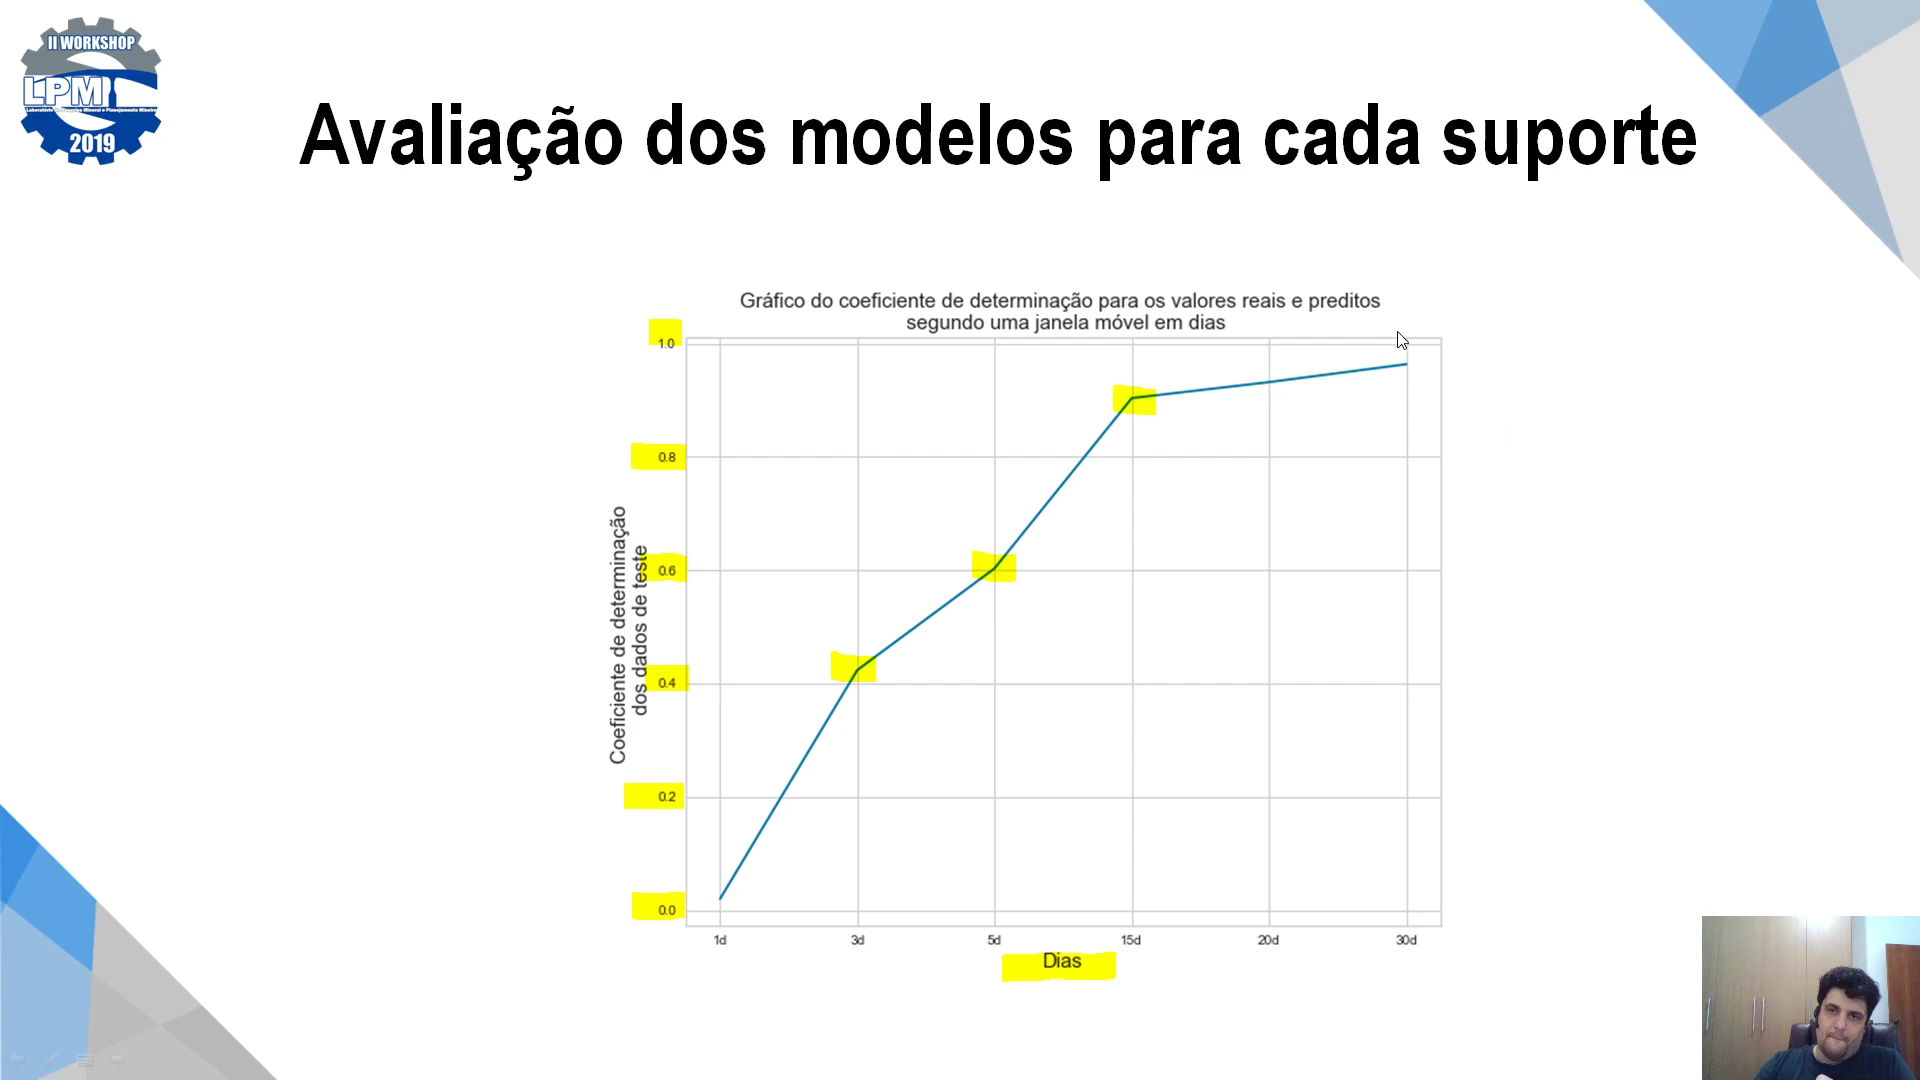 II WORKSHOP
LPM
2019
Avaliação dos modelos para cada suporte
Gráfico do coeficiente de determinação para os valores reais e preditos
segundo uma janela móvel em dias
Coeficiente de determinação
dos dados de teste
1.0
0.8
0.6
0.4
0.2
0.0
1d 3d 5d 15d 20d 30d
Dias